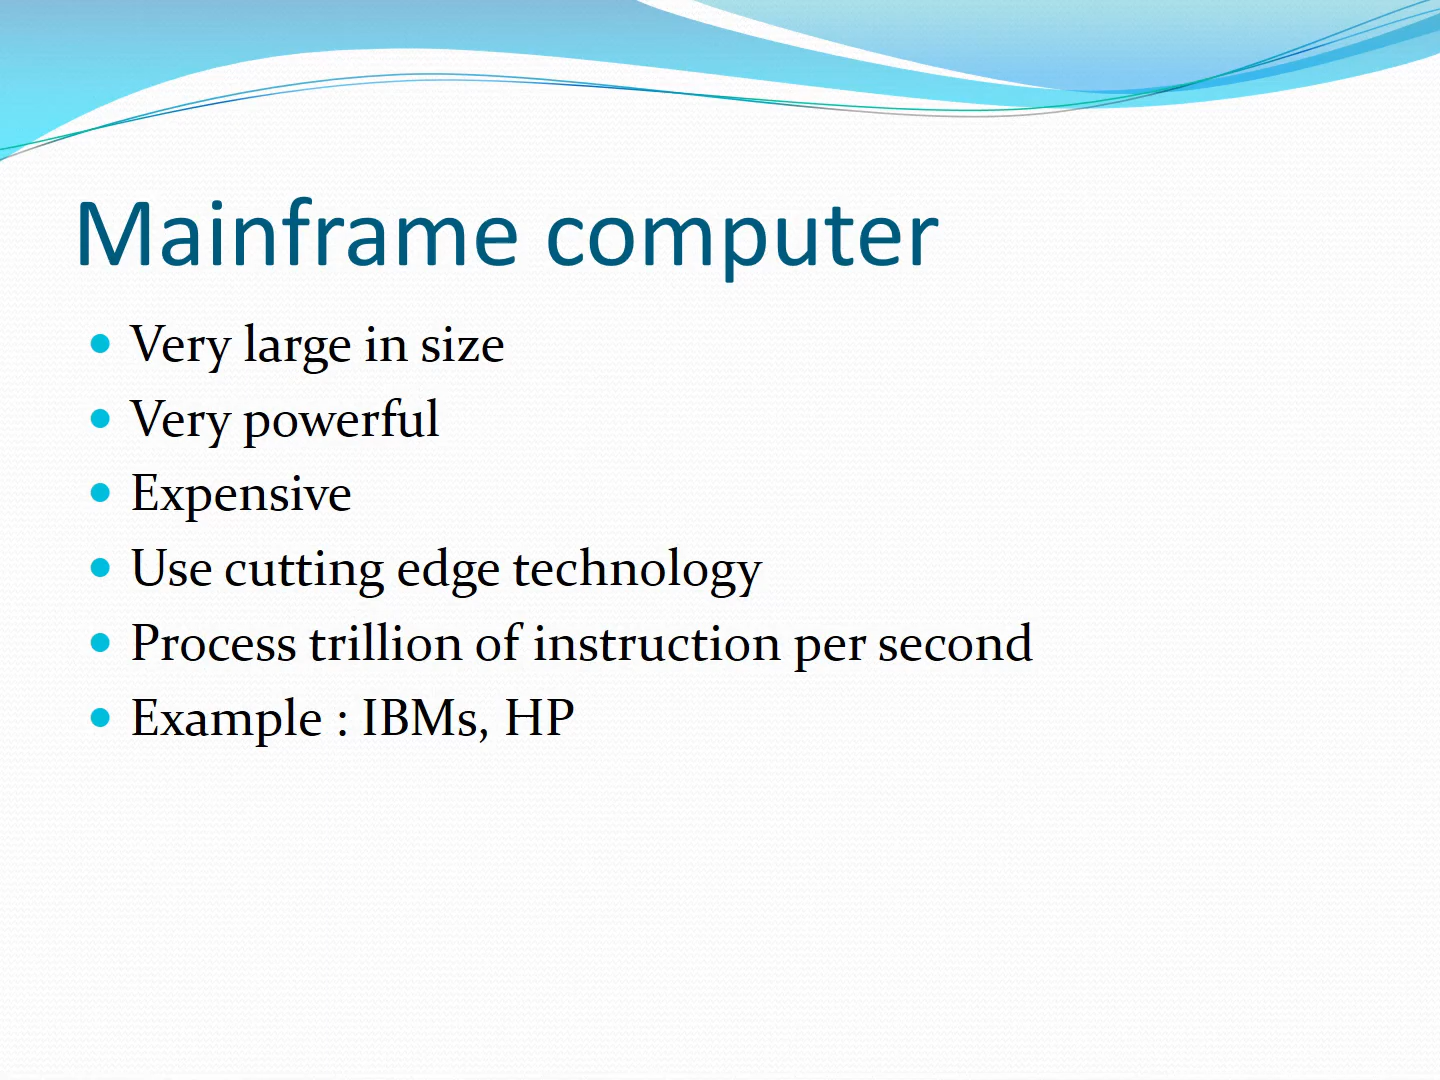 Mainframe computer
Very large in size
Very powerful
Expensive
Use cutting edge technology
Process trillion of instruction per second
Example : IBMs, HP